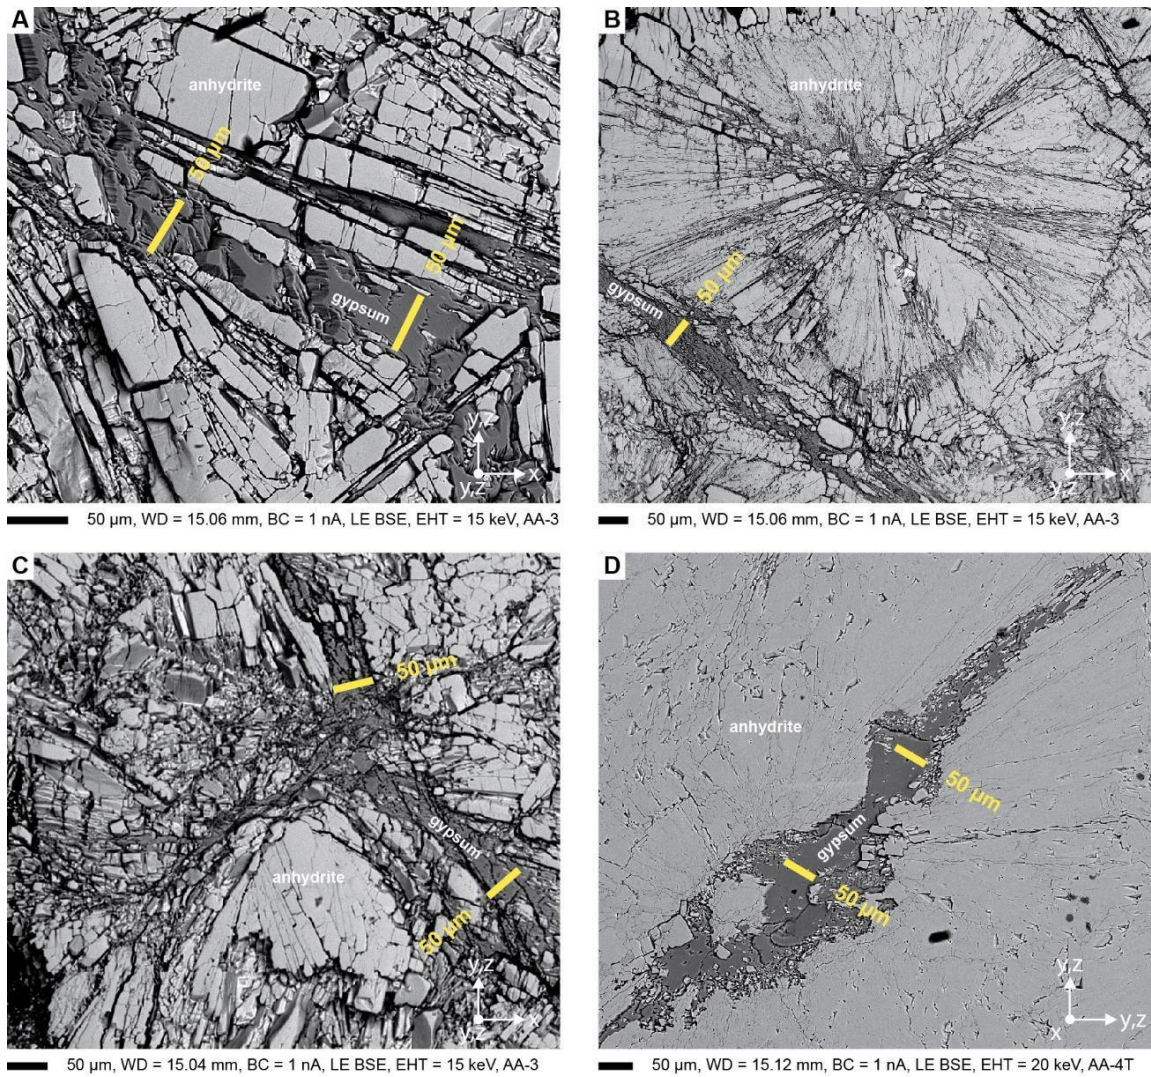 A
anhydrite
50 µm
50 µm
gypsum
y,z
y,z
x
50 µm, WD = 15.06 mm, BC = 1 nA, LE BSE, EHT = 15 keV, AA-3
B
anhydrite
50 µm
gypsum
y,z
y,z
x
50 µm, WD = 15.06 mm, BC = 1 nA, LE BSE, EHT = 15 keV, AA-3
C
50 µm
gypsum
anhydrite
50 µm
y,z
y,z
x
50 µm, WD = 15.04 mm, BC = 1 nA, LE BSE, EHT = 15 keV, AA-3
D
anhydrite
50 µm
gypsum
50 µm
y,z
x
y,z
50 µm, WD = 15.12 mm, BC = 1 nA, LE BSE, EHT = 20 keV, AA-4T